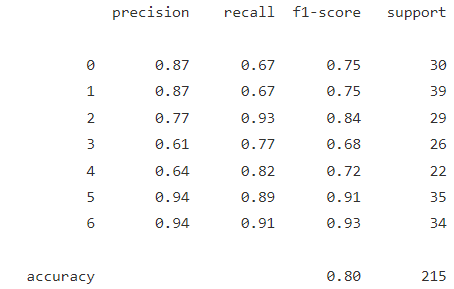 precision recall f1-score support
0 0.87 0.67 0.75 30
1 0.87 0.67 0.75 39
2 0.77 0.93 0.84 29
3 0.61 0.77 0.68 26
4 0.64 0.82 0.72 22
5 0.94 0.89 0.91 35
6 0.94 0.91 0.93 34
accuracy 0.80 215